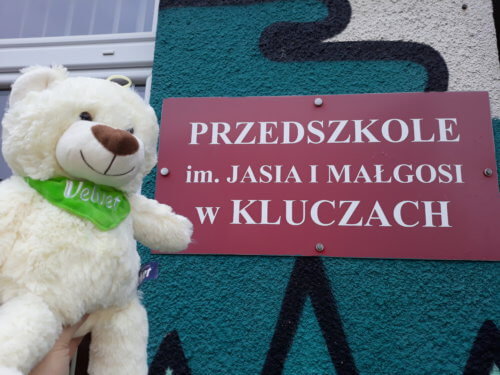 PRZEDSZKOLE
im. JASIA I MAŁGOSI
w KLUCZACH
Velvet